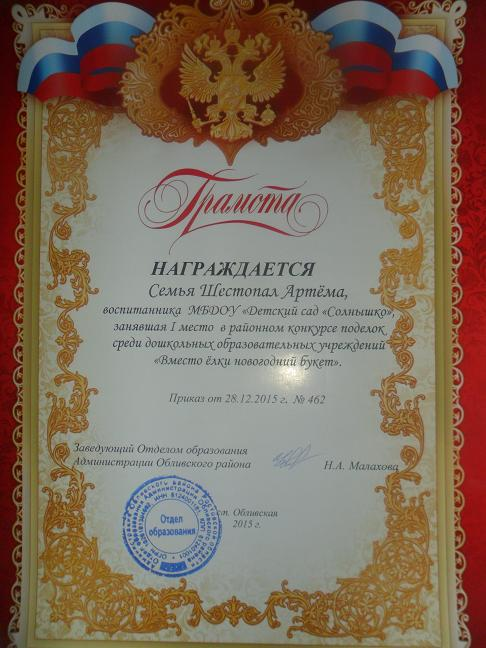 Грамота
НАГРАЖДАЕТСЯ
Семья Шестопал Артёма,
воспитанника МБДОУ «Детский сад «Солнышко»,
занявшая I место в районном конкурсе поделок
среди дошкольных образовательных учреждений
«Вместо ёлки новогодний букет».
Приказ от 28.12.2015 г. № 462
Заведующий Отделом образования
Администрации Обливского района Н.А. Малахова
Отдел
образования
ст. Обливская
2015 г.